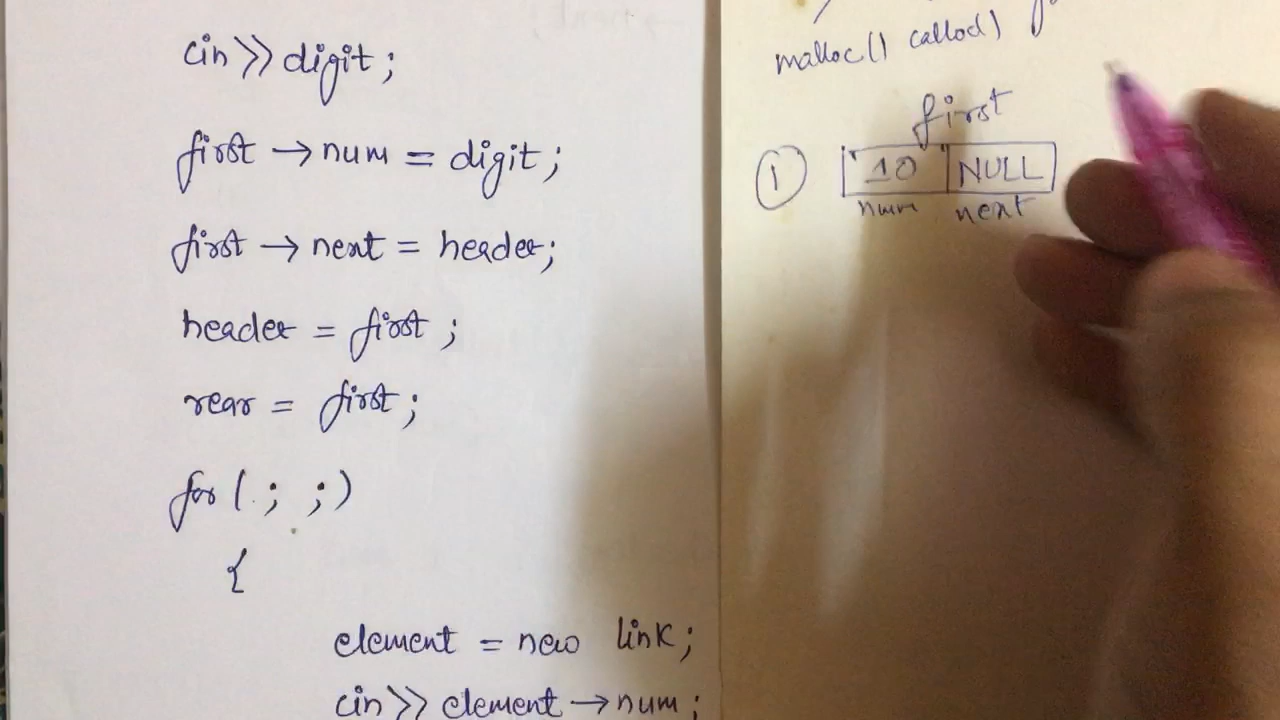 cin>>digit;
first → num = digit;
first → next = header;
header = first;
rear = first;
for (; ;)
{
element = new link;
cin>> element → num;
malloc() calloc()
first
① 10 NULL
num next